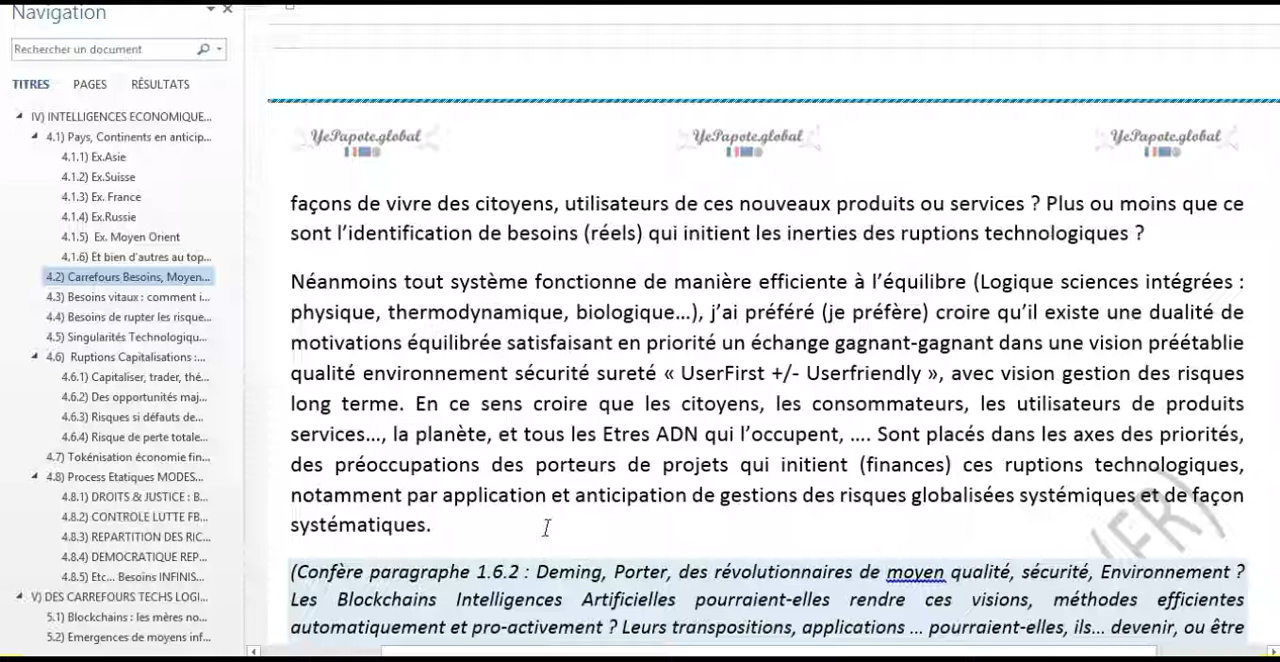 Navigation
Rechercher un document
TITRES PAGES RÉSULTATS
IV) INTELLIGENCES ECONOMIQUE...
4.1) Pays, Continents en anticip...
4.1.1) Ex.Asie
4.1.2) Ex.Suisse
4.1.3) Ex. France
4.1.4) Ex.Russie
4.1.5) Ex. Moyen Orient
4.1.6) Et bien d'autres au top...
4.2) Carrefours Besoins, Moyen...
4.3) Besoins vitaux : comment i...
4.4) Besoins de rupter les risque...
4.5) Singularités Technologiqu...
4.6) Ruptions Capitalisations :...
4.6.1) Capitaliser, trader, thé...
4.6.2) Des opportunités maj...
4.6.3) Risques si défauts de...
4.6.4) Risque de perte totale...
4.7) Tokénisation économie fin...
4.8) Process Etatiques MODES...
4.8.1) DROITS & JUSTICE : B...
4.8.2) CONTROLE LUTTE FB...
4.8.3) REPARTITION DES RIC...
4.8.4) DEMOCRATIQUE REP...
4.8.5) Etc... Besoins INFINIS...
V) DES CARREFOURS TECHS LOGI...
5.1) Blockchains : les mères no...
5.2) Emergences de moyens inf...
YePapote.global YePapote.global YePapote.global
façons de vivre des citoyens, utilisateurs de ces nouveaux produits ou services ? Plus ou moins que ce
sont l'identification de besoins (réels) qui initient les inerties des ruptions technologiques ?
Néanmoins tout système fonctionne de manière efficiente à l'équilibre (Logique sciences intégrées :
physique, thermodynamique, biologique...), j'ai préféré (je préfère) croire qu'il existe une dualité de
motivations équilibrée satisfaisant en priorité un échange gagnant-gagnant dans une vision préétablie
qualité environnement sécurité sureté « UserFirst +/- Userfriendly », avec vision gestion des risques
long terme. En ce sens croire que les citoyens, les consommateurs, les utilisateurs de produits
services..., la planète, et tous les Etres ADN qui l'occupent, .... Sont placés dans les axes des priorités,
des préoccupations des porteurs de projets qui initient (finances) ces ruptions technologiques,
notamment par application et anticipation de gestions des risques globalisées systémiques et de façon
systématiques.
(FR)
(Confère paragraphe 1.6.2 : Deming, Porter, des révolutionnaires de moyen qualité, sécurité, Environnement ?
Les Blockchains Intelligences Artificielles pourraient-elles rendre ces visions, méthodes efficientes
automatiquement et pro-activement ? Leurs transpositions, applications ... pourraient-elles, ils... devenir, ou être